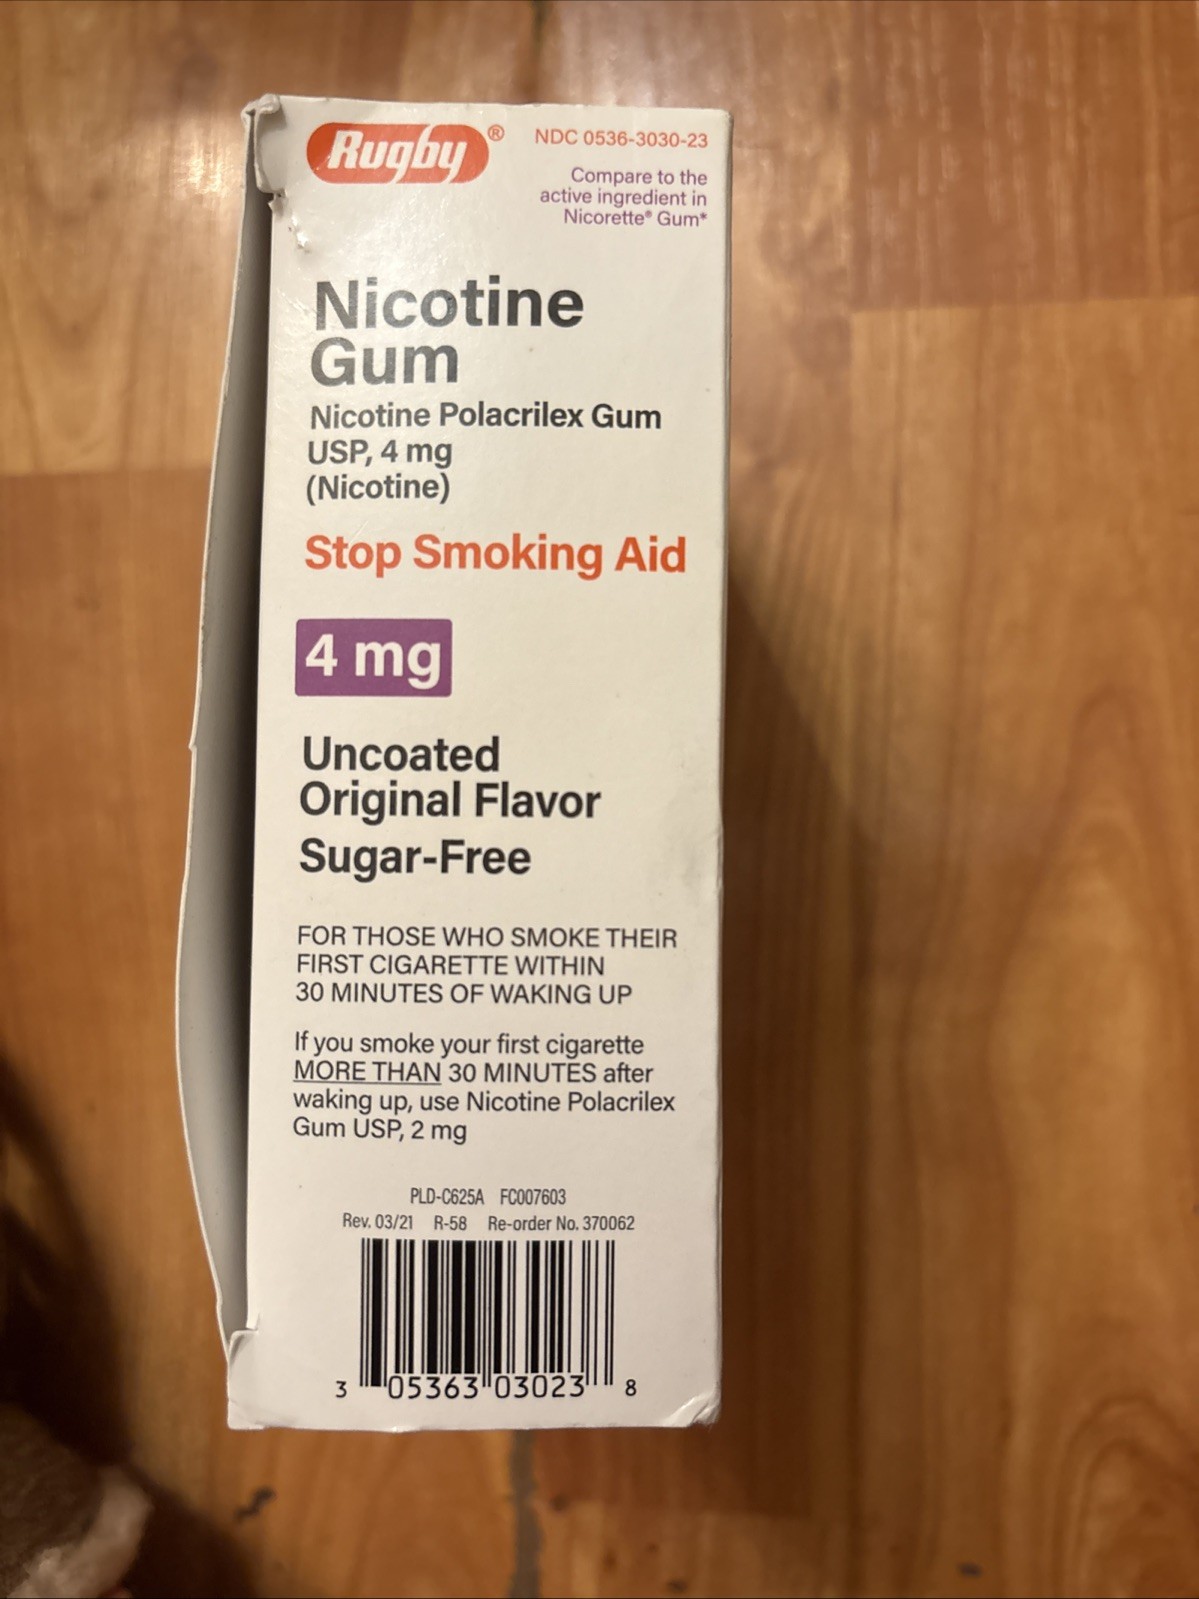 Rugby®
NDC 0536-3030-23
Compare to the
active ingredient in
Nicorette® Gum*
Nicotine
Gum
Nicotine Polacrilex Gum
USP, 4 mg
(Nicotine)
Stop Smoking Aid
4 mg
Uncoated
Original Flavor
Sugar-Free
FOR THOSE WHO SMOKE THEIR
FIRST CIGARETTE WITHIN
30 MINUTES OF WAKING UP
If you smoke your first cigarette
MORE THAN 30 MINUTES after
waking up, use Nicotine Polacrilex
Gum USP, 2 mg
PLD-C625A FC007603
Rev. 03/21 R-58 Re-order No. 370062
3 05363 03023 8